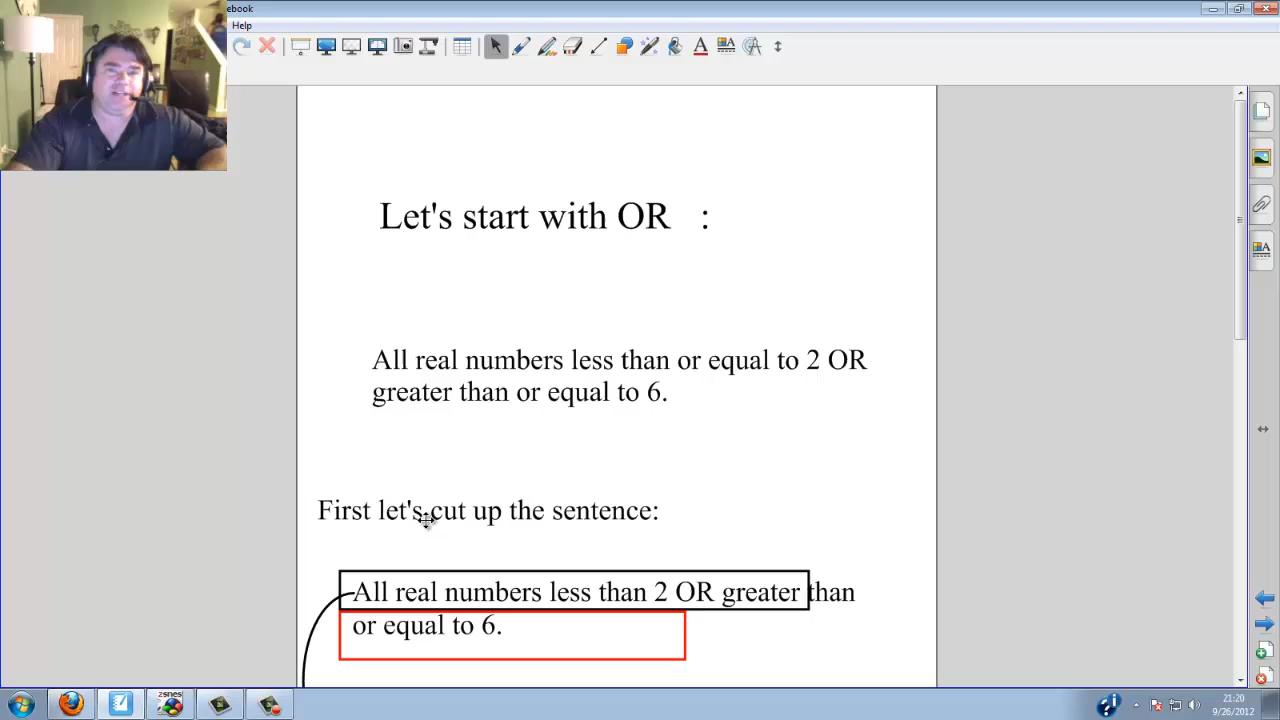 ebook
Help
Let's start with OR :
All real numbers less than or equal to 2 OR
greater than or equal to 6.
First let's cut up the sentence:
All real numbers less than 2 OR greater than
or equal to 6.
zsnes
21:20
9/26/2012